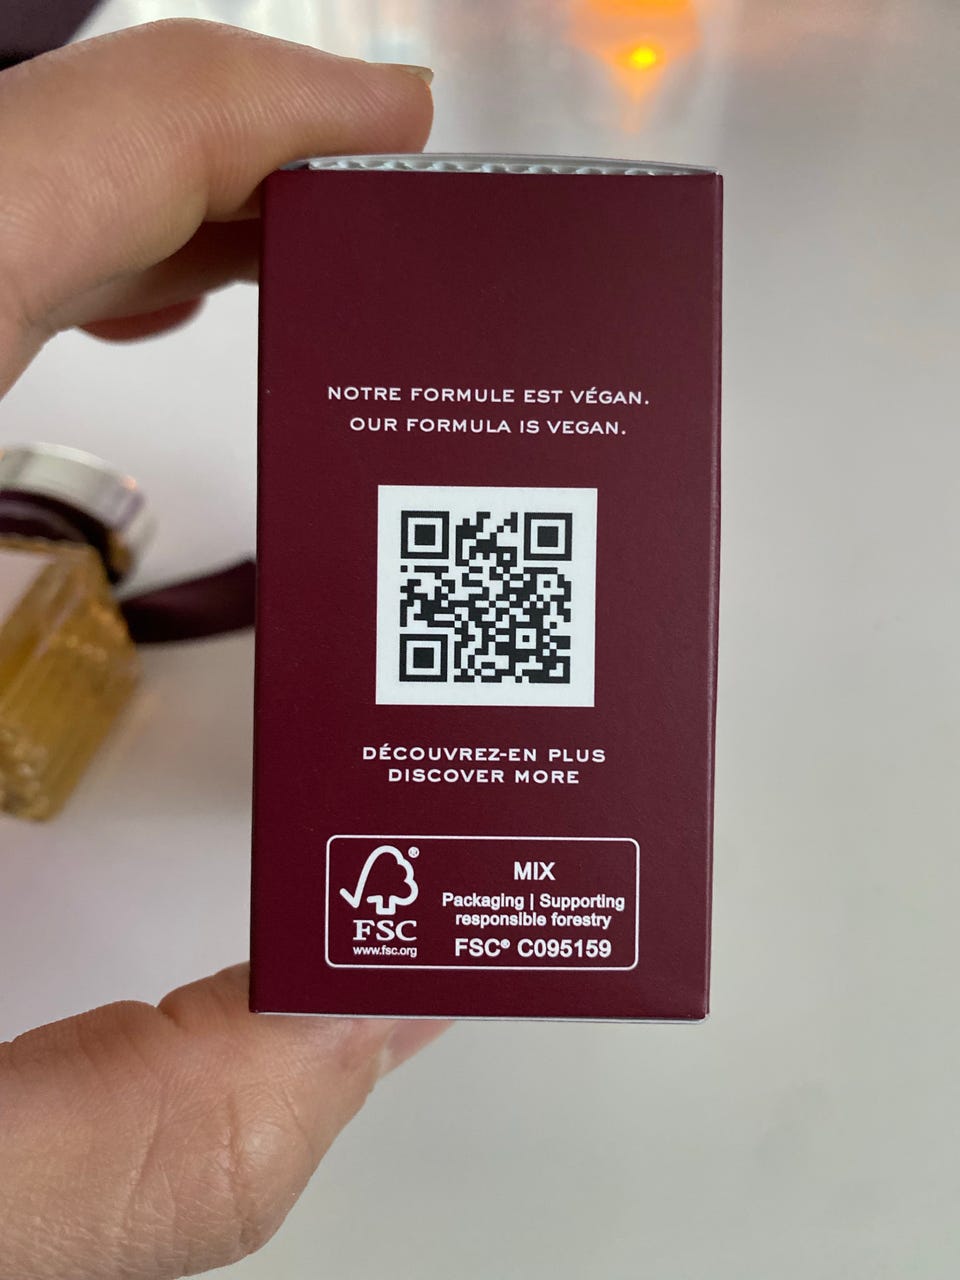 NOTRE FORMULE EST VÉGAN.
OUR FORMULA IS VEGAN.
DÉCOUVREZ-EN PLUS
DISCOVER MORE
FSC
www.fsc.org
MIX
Packaging | Supporting
responsible forestry
FSC® C095159